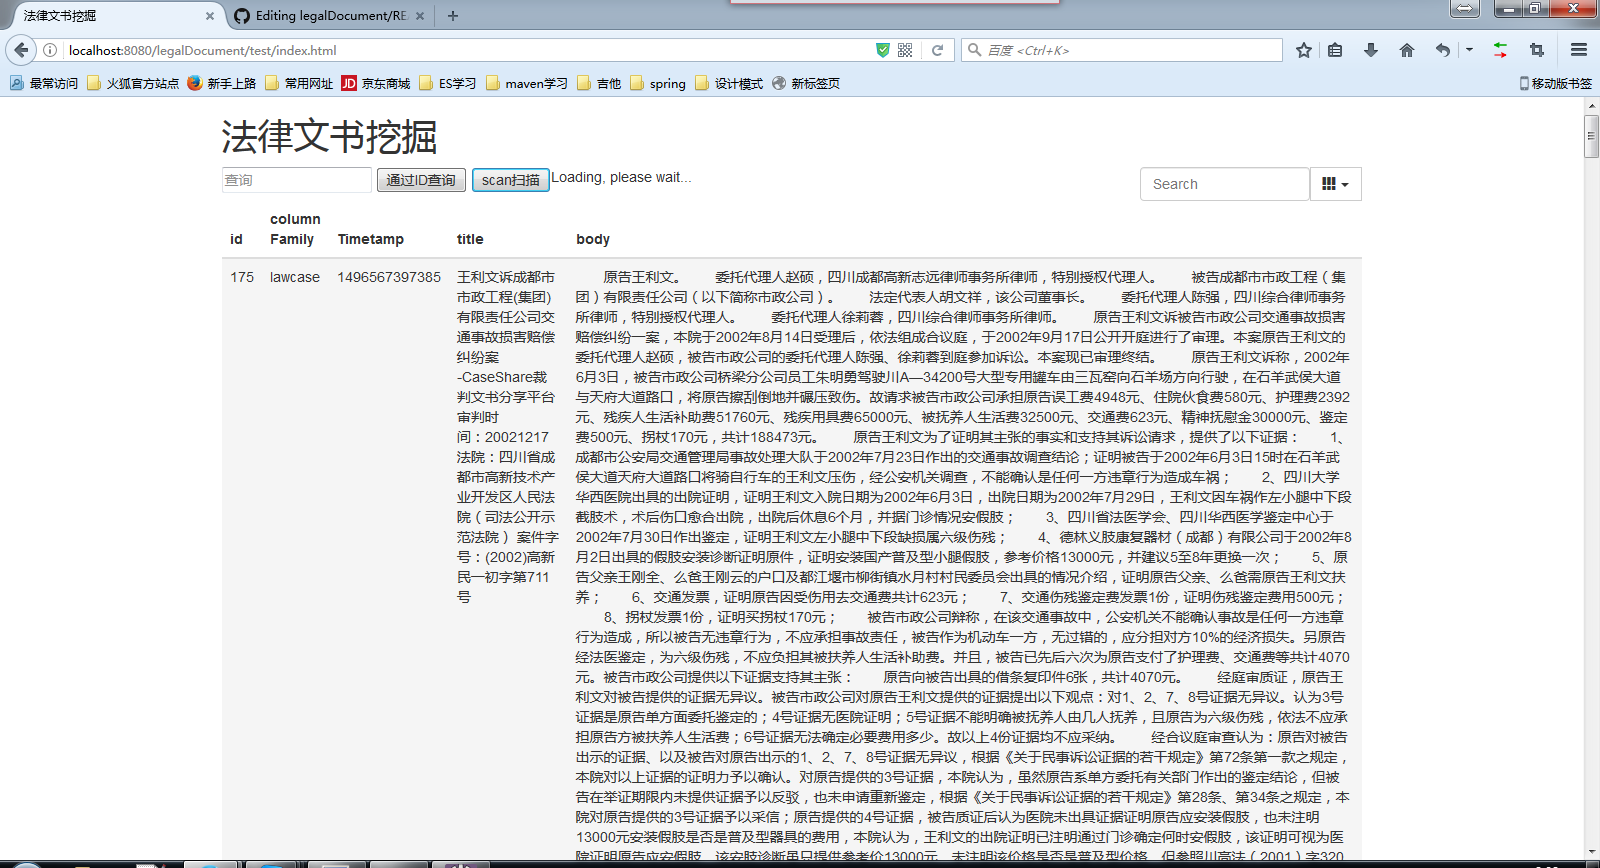 法律文书挖掘
Editing legalDocument/RE
localhost:8080/legalDocument/test/index.html
百度 <Ctrl+K>
最常访问 火狐官方站点 新手上路 常用网址 JD 京东商城 ES学习 maven学习 吉他 spring 设计模式 新标签页 移动版书签
法律文书挖掘
查询 通过ID查询 scan扫描 Loading, please wait... Search
column
id Family Timetamp title body
175 lawcase 1496567397385
王利文诉成都市
市政工程(集团)
有限责任公司交
通事故损害赔偿
纠纷案
-CaseShare裁
判文书分享平台
审判时
间：20021217
法院：四川省成
都市高新技术产
业开发区人民法
院（司法公开示
范法院） 案件字
号：(2002)高新
民一初字第711
号
原告王利文。 委托代理人赵硕，四川成都高新志远律师事务所律师，特别授权代理人。 被告成都市市政工程（集
团）有限责任公司（以下简称市政公司）。 法定代表人胡文祥，该公司董事长。 委托代理人陈强，四川综合律师事务
所律师，特别授权代理人。 委托代理人徐莉蓉，四川综合律师事务所律师。 原告王利文诉被告市政公司交通事故损害
赔偿纠纷一案，本院于2002年8月14日受理后，依法组成合议庭，于2002年9月17日公开开庭进行了审理。本案原告王利文的
委托代理人赵硕，被告市政公司的委托代理人陈强、徐莉蓉到庭参加诉讼。本案现已审理终结。 原告王利文诉称，2002年
6月3日，被告市政公司桥梁分公司员工朱明勇驾驶川A—34200号大型专用罐车由三瓦窑向石羊场方向行驶，在石羊武侯大道
与天府大道路口，将原告擦刮倒地并碾压致伤。故请求被告市政公司承担原告误工费4948元、住院伙食费580元、护理费2392
元、残疾人生活补助费51760元、残疾用具费65000元、被抚养人生活费32500元、交通费623元、精神抚慰金30000元、鉴定
费500元、拐杖170元，共计188473元。 原告王利文为了证明其主张的事实和支持其诉讼请求，提供了以下证据： 1、
成都市公安局交通管理局事故处理大队于2002年7月23日作出的交通事故调查结论；证明被告于2002年6月3日15时在石羊武
侯大道天府大道路口将骑自行车的王利文压伤，经公安机关调查，不能确认是任何一方违章行为造成车祸； 2、四川大学
华西医院出具的出院证明，证明王利文入院日期为2002年6月3日，出院日期为2002年7月29日，王利文因车祸作左小腿中下段
截肢术，术后伤口愈合出院，出院后休息6个月，并据门诊情况安假肢； 3、四川省法医学会、四川华西医学鉴定中心于
2002年7月30日作出鉴定，证明王利文左小腿中下段缺损属六级伤残； 4、德林义肢康复器材（成都）有限公司于2002年8
月2日出具的假肢安装诊断证明原件，证明安装国产普及型小腿假肢，参考价格13000元，并建议5至8年更换一次； 5、原
告父亲王刚全、么爸王刚云的户口及都江堰市柳街镇水月村村民委员会出具的情况介绍，证明原告父亲、么爸需原告王利文扶
养； 6、交通发票，证明原告因受伤用去交通费共计623元； 7、交通伤残鉴定费发票1份，证明伤残鉴定费用500元；
8、拐杖发票1份，证明买拐杖170元； 被告市政公司辩称，在该交通事故中，公安机关不能确认事故是任何一方违章
行为造成，所以被告无违章行为，不应承担事故责任，被告作为机动车一方，无过错的，应分担对方10%的经济损失。另原告
经法医鉴定，为六级伤残，不应负担其被扶养人生活补助费。并且，被告已先后六次为原告支付了护理费、交通费等共计4070
元。被告市政公司提供以下证据支持其主张： 原告向被告出具的借条复印件6张，共计4070元。 经庭审质证，原告王
利文对被告提供的证据无异议。被告市政公司对原告王利文提供的证据提出以下观点：对1、2、7、8号证据无异议。认为3号
证据是原告单方面委托鉴定的；4号证据无医院证明；5号证据不能明确被抚养人由几人抚养，且原告为六级伤残，依法不应承
担原告方被扶养人生活费；6号证据无法确定必要费用多少。故以上4份证据均不应采纳。 经合议庭审查认为：原告对被告
出示的证据、以及被告对原告出示的1、2、7、8号证据无异议，根据《关于民事诉讼证据的若干规定》第72条第一款之规定，
本院对以上证据的证明力予以确认。对原告提供的3号证据，本院认为，虽然原告系单方委托有关部门作出的鉴定结论，但被
告在举证期限内未提供证据予以反驳，也未申请重新鉴定，根据《关于民事诉讼证据的若干规定》第28条、第34条之规定，本
院对原告提供的3号证据予以采信；原告提供的4号证据，被告质证后认为医院未出具证据证明原告应安装假肢，也未注明
13000元安装假肢是否是普及型器具的费用，本院认为，王利文的出院证明已注明通过门诊确定何时安假肢，该证明可视为医
院证明原告应安假肢，该安肢诊断虽只提供参考价13000元，未注明该价格是否是普及型价格，但参照川高法（2001）字320